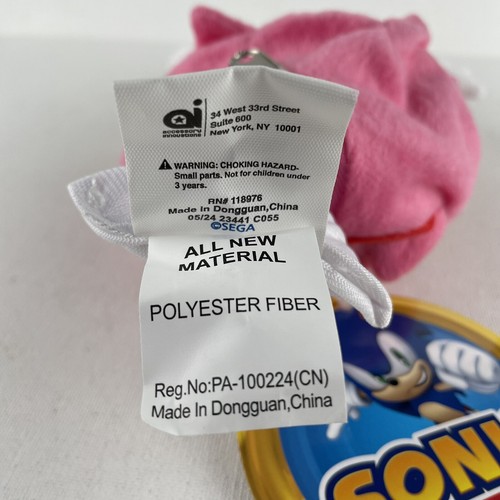 ai
accessory
innovations
34 West 33rd Street
Suite 600
New York, NY 10001
WARNING: CHOKING HAZARD-
Small parts. Not for children under
3 years.
RN# 118976
Made in Dongguan,China
05/24 23441 C055
©SEGA
ALL NEW
MATERIAL
POLYESTER FIBER
Reg.No:PA-100224(CN)
Made In Dongguan,China